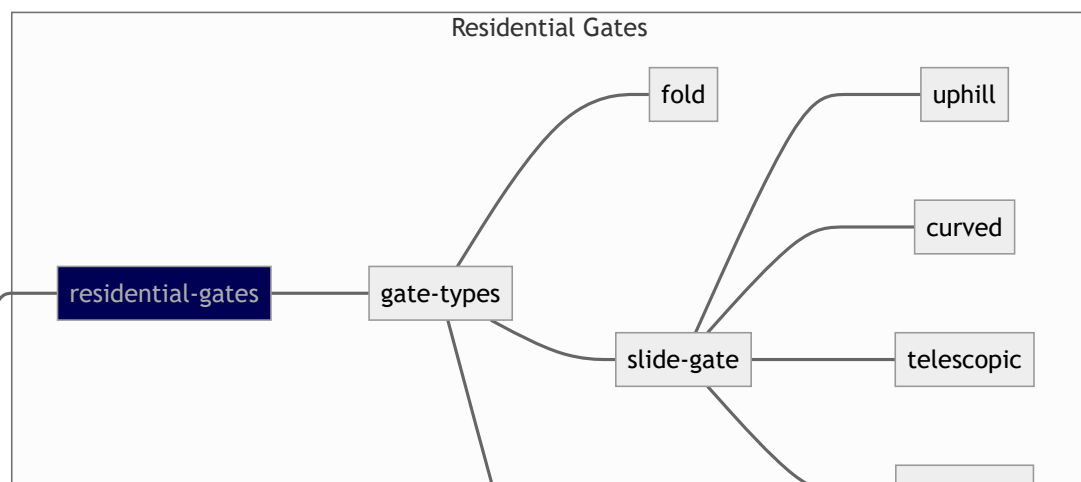 Residential Gates
fold
uphill
curved
residential-gates
gate-types
slide-gate
telescopic